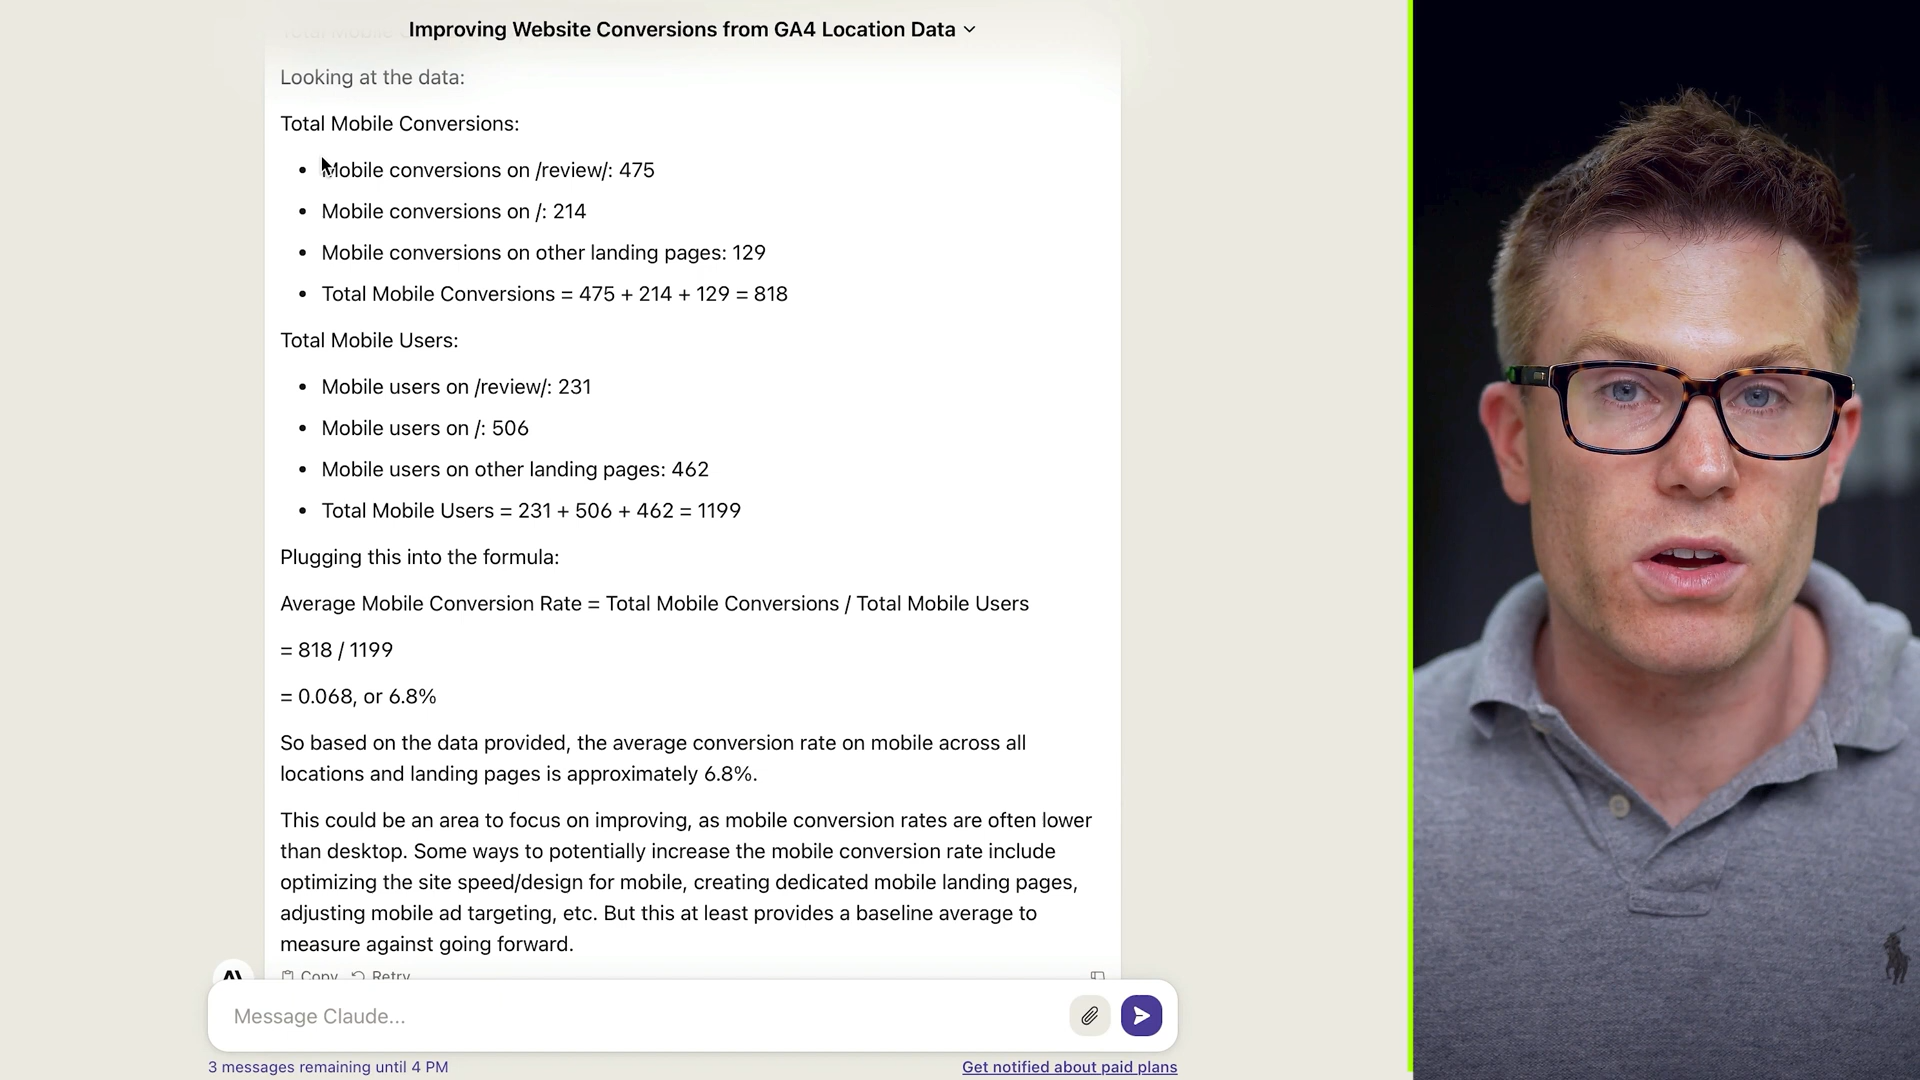 Improving Website Conversions from GA4 Location Data
Looking at the data:
Total Mobile Conversions:
Mobile conversions on /review/: 475
Mobile conversions on /: 214
Mobile conversions on other landing pages: 129
Total Mobile Conversions = 475 + 214 + 129 = 818
Total Mobile Users:
Mobile users on /review/: 231
Mobile users on /: 506
Mobile users on other landing pages: 462
Total Mobile Users = 231 + 506 + 462 = 1199
Plugging this into the formula:
Average Mobile Conversion Rate = Total Mobile Conversions / Total Mobile Users
= 818 / 1199
= 0.068, or 6.8%
So based on the data provided, the average conversion rate on mobile across all
locations and landing pages is approximately 6.8%.
This could be an area to focus on improving, as mobile conversion rates are often lower
than desktop. Some ways to potentially increase the mobile conversion rate include
optimizing the site speed/design for mobile, creating dedicated mobile landing pages,
adjusting mobile ad targeting, etc. But this at least provides a baseline average to
measure against going forward.
Copy Retry
Message Claude...
3 messages remaining until 4 PM
Get notified about paid plans